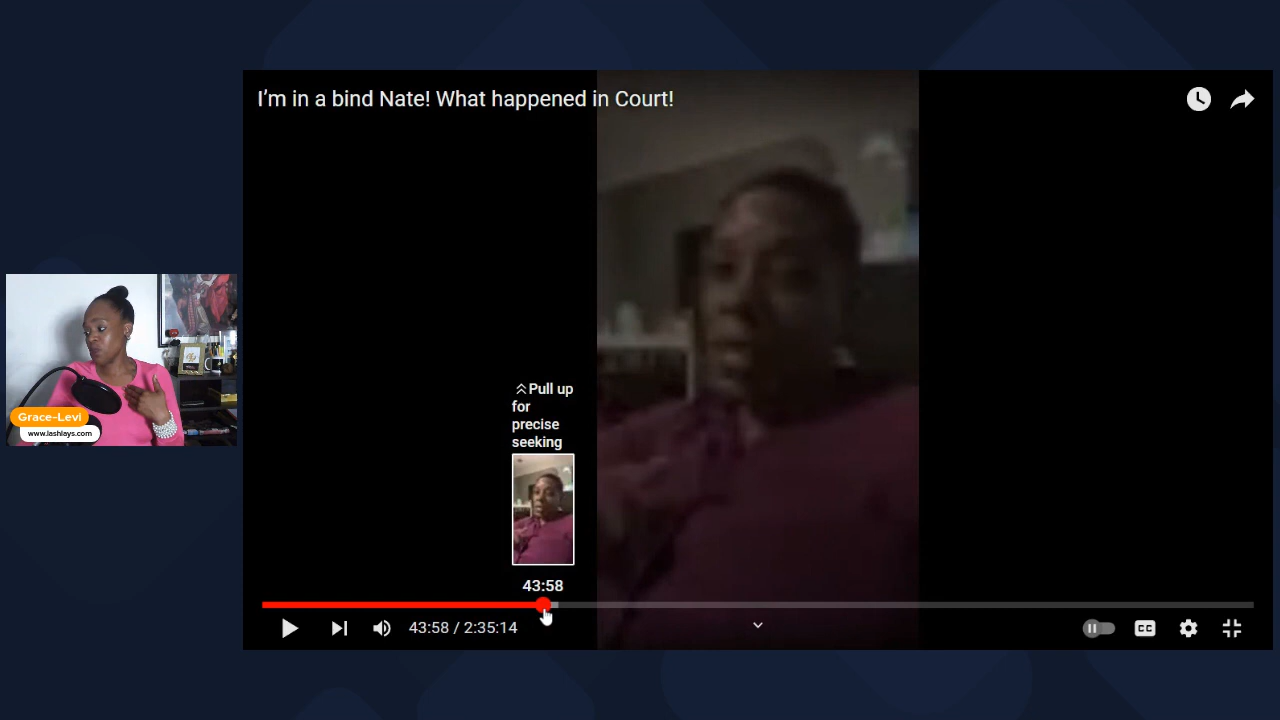 I'm in a bind Nate! What happened in Court!
Pull up
for
precise
seeking
Grace-Levi
www.lashlays.com
43:58
43:58 / 2:35:14
CC